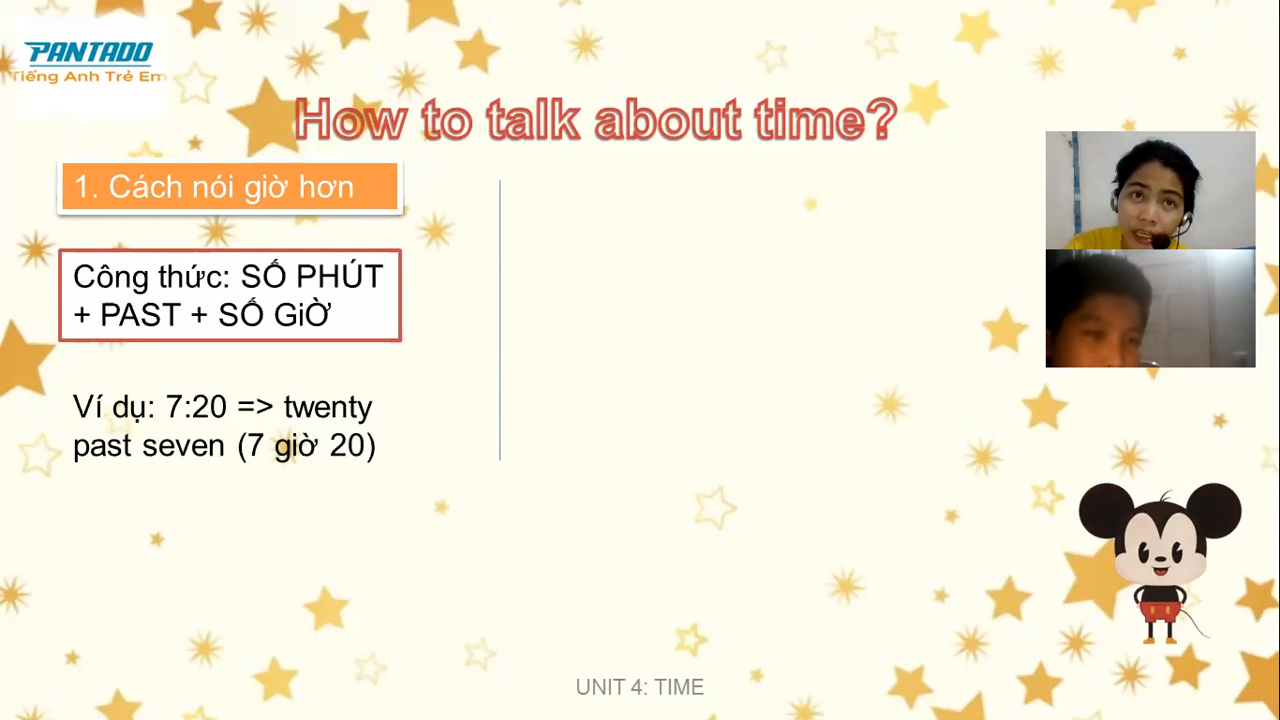 PANTADO
Tiếng Anh Trẻ Em
How to talk about time?
1. Cách nói giờ hơn
Công thức: SỐ PHÚT
+ PAST + SỐ GiỜ
Ví dụ: 7:20 => twenty
past seven (7 giờ 20)
UNIT 4: TIME